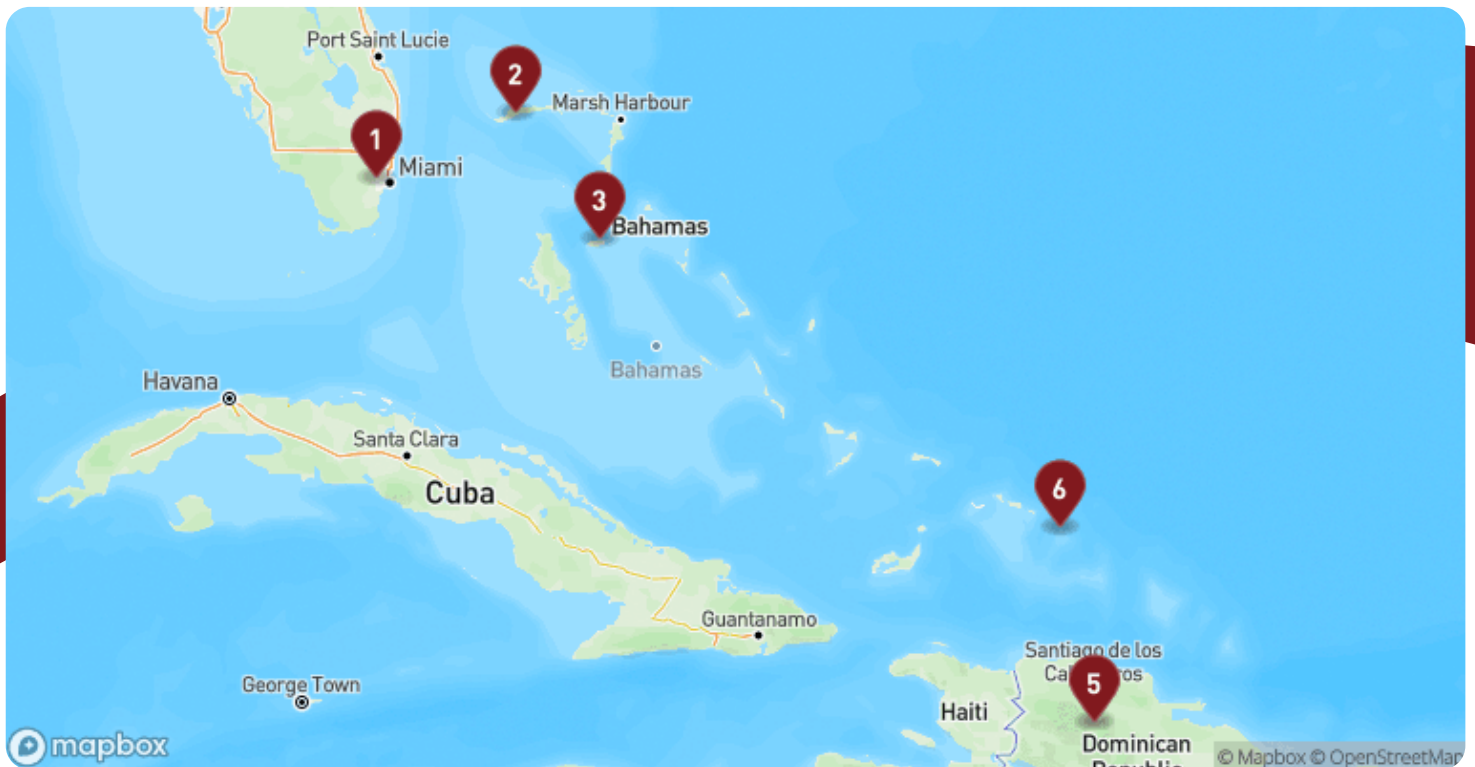 Port Saint Lucie
2
Marsh Harbour
1
Miami
3
Bahamas
Bahamas
Havana
Santa Clara
Cuba
6
Guantanamo
Santiago de los
5
George Town
Haiti
Dominican
mapbox
© Mapbox © OpenStreetMap